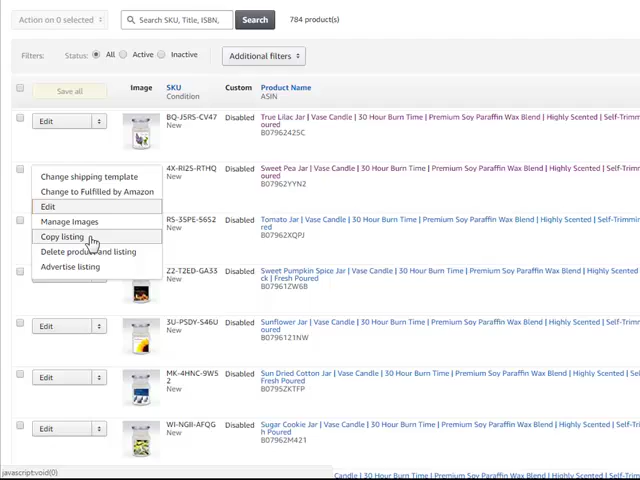 Action on 0 selected
Search SKU, Title, ISBN,
Search
784 product(s)
Filters:
Status:
All
Active
Inactive
Additional filters
Save all
Image
SKU
Condition
Custom
Product Name
ASIN
Edit
BQ-JSRS-CV47
New
Disabled
True Lilac Jar | Vase Candle | 30 Hour Burn Time | Premium Soy Paraffin Wax Blend | Highly Scented | Self-Trimm
oured
B07962425C
4X-RI2S-RTHQ
New
Disabled
Sweet Pea Jar | Vase Candle | 30 Hour Burn Time | Premium Soy Paraffin Wax Blend | Highly Scented | Self-Trimm
oured
B07962YYN2
Change shipping template
Change to Fulfilled by Amazon
Edit
Manage Images
Copy listing
Delete product and listing
Advertise listing
RS-35PE-56S2
New
Disabled
Tomato Jar | Vase Candle | 30 Hour Burn Time | Premium Soy Paraffin Wax Blend | Highly Scented | Self-Trimmin
oured
B07962XQPJ
Z2-T2ED-GA33
New
Disabled
Sweet Pumpkin Spice Jar | Vase Candle | 30 Hour Burn Time | Premium Soy Paraffin Wax Blend | Highly Scente
ck | Fresh Poured
B07961ZW6B
Edit
3U-PSDY-S46U
New
Disabled
Sunflower Jar | Vase Candle | 30 Hour Burn Time | Premium Soy Paraffin Wax Blend | Highly Scented | Self-Trimm
oured
B0796121NW
Edit
MK-4HNC-9WS
2
New
Disabled
Sun Dried Cotton Jar | Vase Candle | 30 Hour Burn Time | Premium Soy Paraffin Wax Blend | Highly Scented |
Fresh Poured
B0795ZKTFP
Edit
WI-NGII-AFQG
New
Disabled
Sugar Cookie Jar | Vase Candle | 30 Hour Burn Time | Premium Soy Paraffin Wax Blend | Highly Scented | Self-Tri
h Poured
B07962M421
javascript:void(0)
Vase Candle | 30 Hour Burn Time | Premium Soy Paraffin Wax Blend | Highly Scented | Self-T